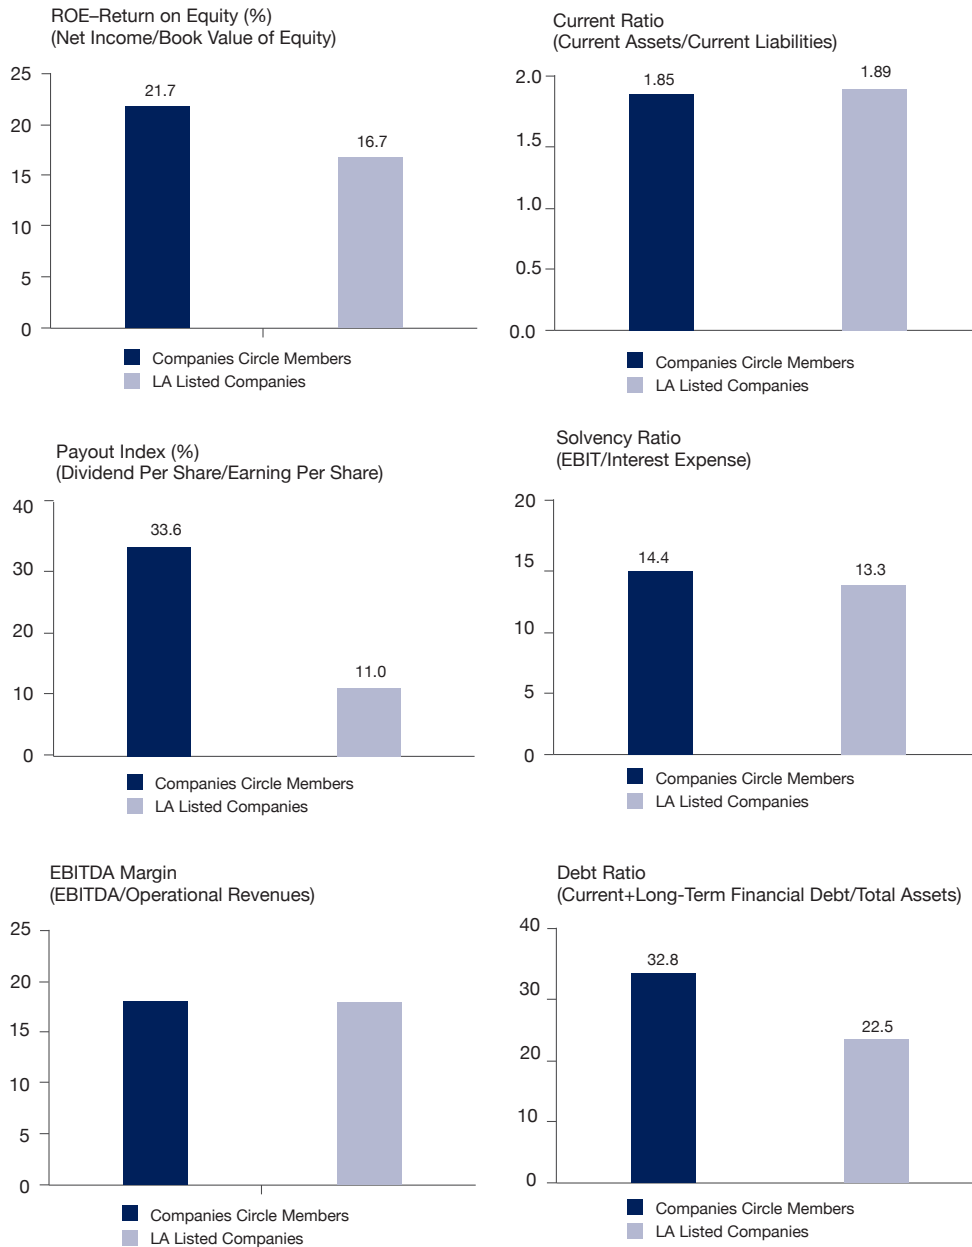 ROE–Return on Equity (%)
(Net Income/Book Value of Equity)
25
20
15
10
5
0
21.7
16.7
Companies Circle Members
LA Listed Companies
Current Ratio
(Current Assets/Current Liabilities)
2.0
1.5
1.0
0.5
0.0
1.85
1.89
Companies Circle Members
LA Listed Companies
Payout Index (%)
(Dividend Per Share/Earning Per Share)
40
30
20
10
0
33.6
11.0
Companies Circle Members
LA Listed Companies
Solvency Ratio
(EBIT/Interest Expense)
20
15
10
5
0
14.4
13.3
Companies Circle Members
LA Listed Companies
EBITDA Margin
(EBITDA/Operational Revenues)
25
20
15
10
5
0
Companies Circle Members
LA Listed Companies
Debt Ratio
(Current+Long-Term Financial Debt/Total Assets)
40
30
20
10
0
32.8
22.5
Companies Circle Members
LA Listed Companies